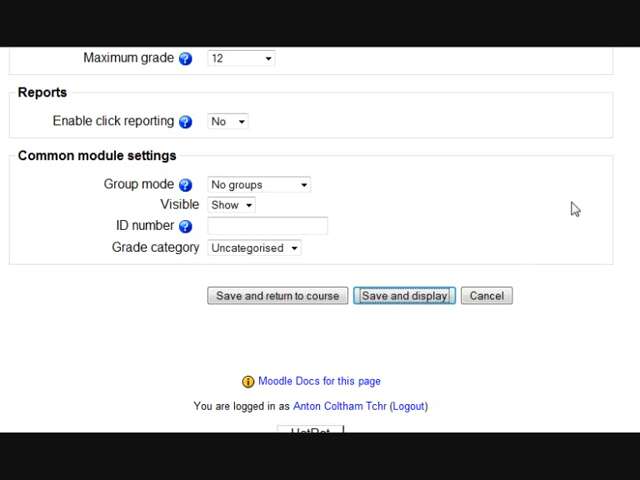 Maximum grade 12
Reports
Enable click reporting No
Common module settings
Group mode No groups
Visible Show
ID number
Grade category Uncategorised
Save and return to course Save and display Cancel
Moodle Docs for this page
You are logged in as Anton Coltham Tchr (Logout)